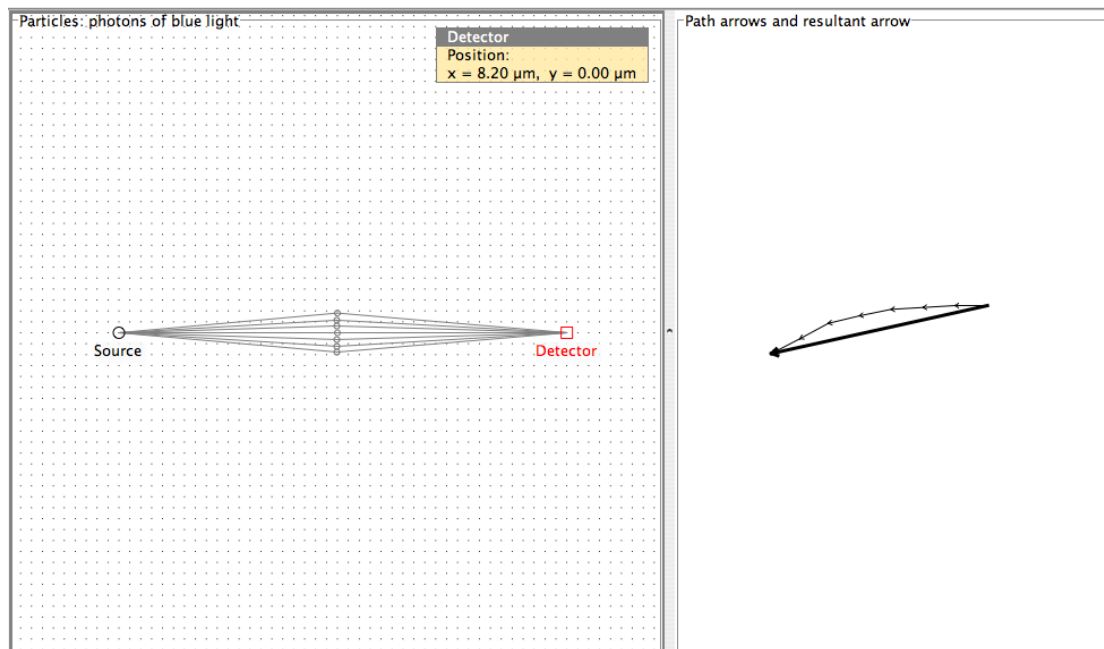 Particles: photons of blue light
Detector
Position:
x = 8.20 µm, y = 0.00 µm
Source
Detector
Path arrows and resultant arrow